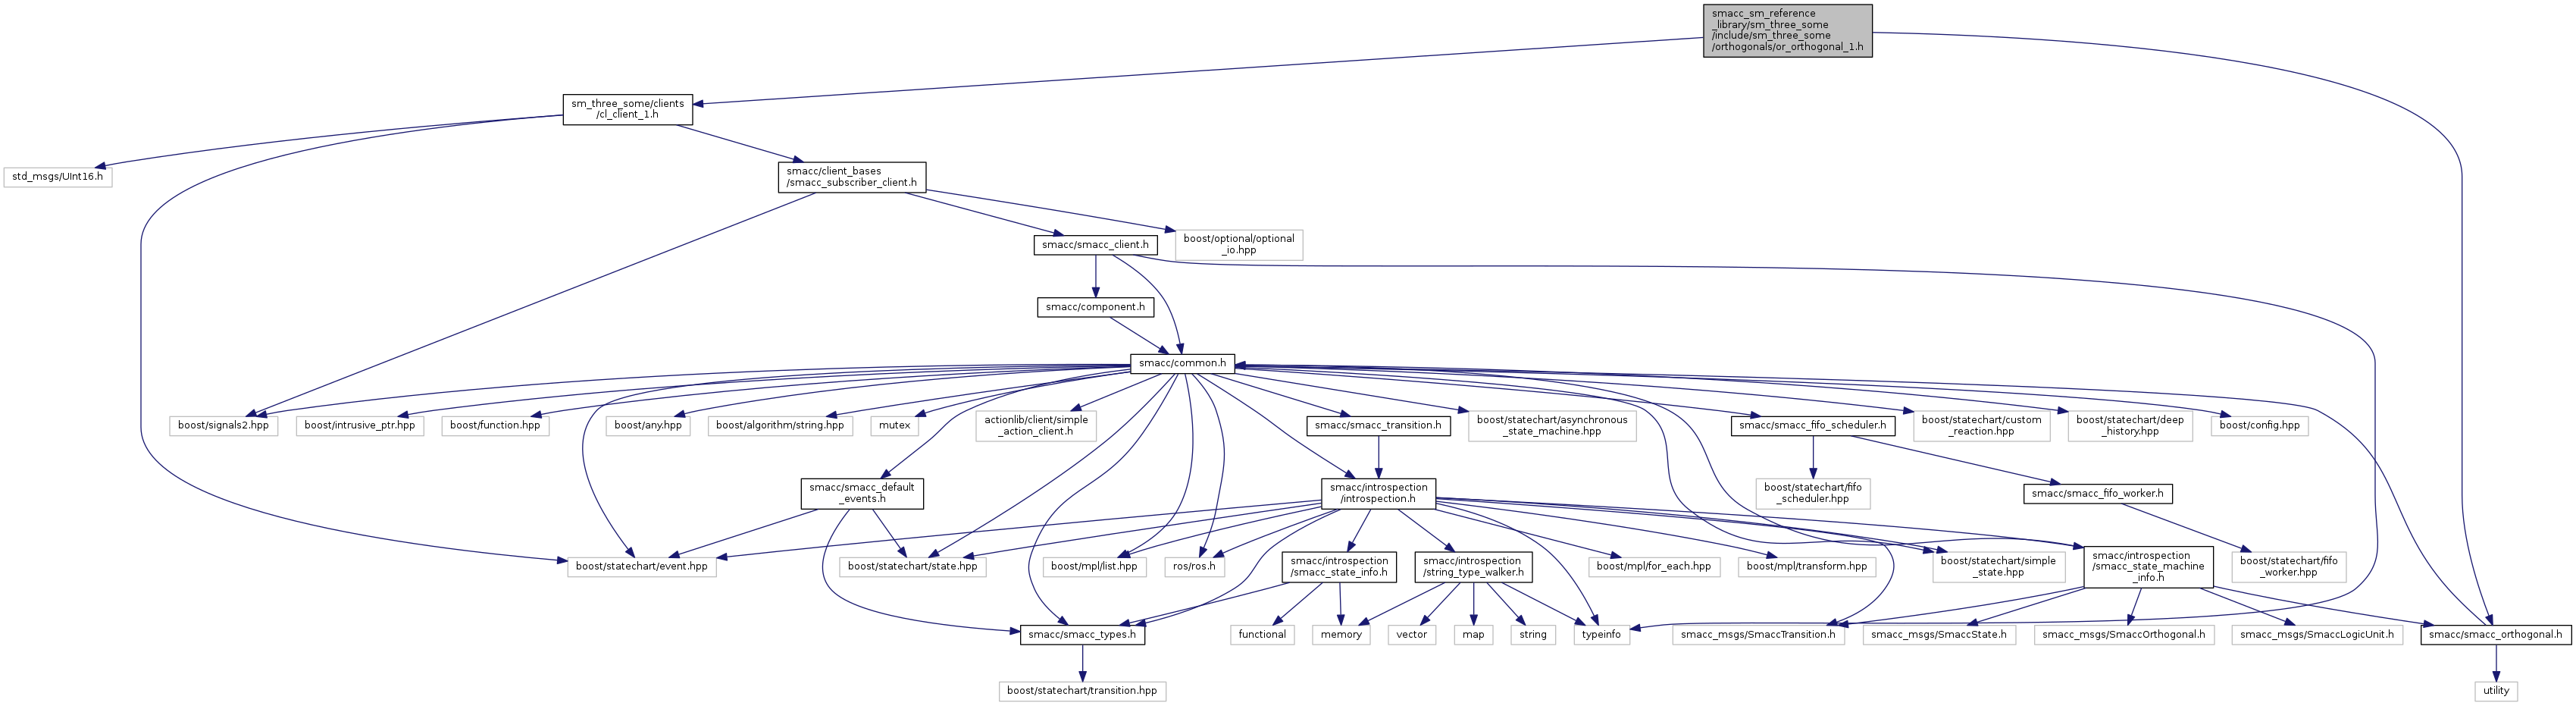 smacc_sm_reference
_library/sm_three_some
/include/sm_three_some
/orthogonals/or_orthogonal_1.h
sm_three_some/clients
/cl_client_1.h
std_msgs/UInt16.h
smacc/client_bases
/smacc_subscriber_client.h
smacc/smacc_client.h
boost/optional/optional
_io.hpp
smacc/component.h
smacc/common.h
boost/signals2.hpp
boost/intrusive_ptr.hpp
boost/function.hpp
boost/any.hpp
boost/algorithm/string.hpp
mutex
actionlib/client/simple
_action_client.h
smacc/smacc_transition.h
boost/statechart/asynchronous
_state_machine.hpp
smacc/smacc_fifo_scheduler.h
boost/statechart/custom
_reaction.hpp
boost/statechart/deep
_history.hpp
boost/config.hpp
smacc/smacc_default
_events.h
smacc/introspection
/introspection.h
boost/statechart/fifo
_scheduler.hpp
smacc/smacc_fifo_worker.h
boost/statechart/event.hpp
boost/statechart/state.hpp
boost/mpl/list.hpp
ros/ros.h
smacc/introspection
/smacc_state_info.h
smacc/introspection
/string_type_walker.h
boost/mpl/for_each.hpp
boost/mpl/transform.hpp
boost/statechart/simple
_state.hpp
smacc/introspection
/smacc_state_machine
_info.h
boost/statechart/fifo
_worker.hpp
smacc/smacc_types.h
functional
memory
vector
map
string
typeinfo
smacc_msgs/SmaccTransition.h
smacc_msgs/SmaccState.h
smacc_msgs/SmaccOrthogonal.h
smacc_msgs/SmaccLogicUnit.h
smacc/smacc_orthogonal.h
boost/statechart/transition.hpp
utility